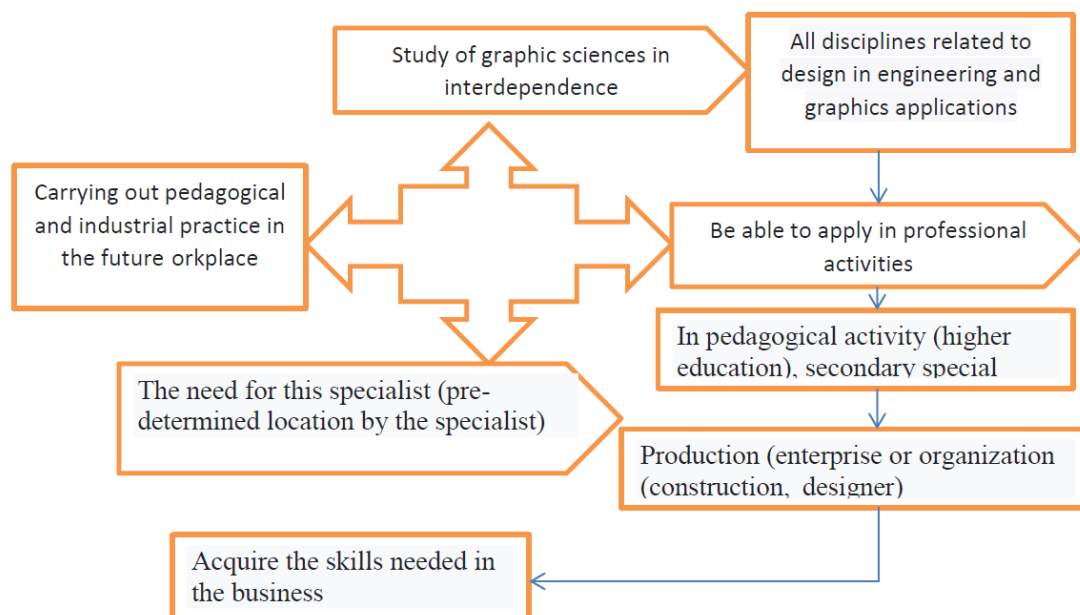 Study of graphic sciences in
interdependence
All disciplines related to
design in engineering and
graphics applications
Carrying out pedagogical
and industrial practice in
the future orkplace
Be able to apply in professional
activities
In pedagogical activity (higher
education), secondary special
The need for this specialist (pre-
determined location by the specialist)
Production (enterprise or organization
(construction, designer)
Acquire the skills needed in
the business